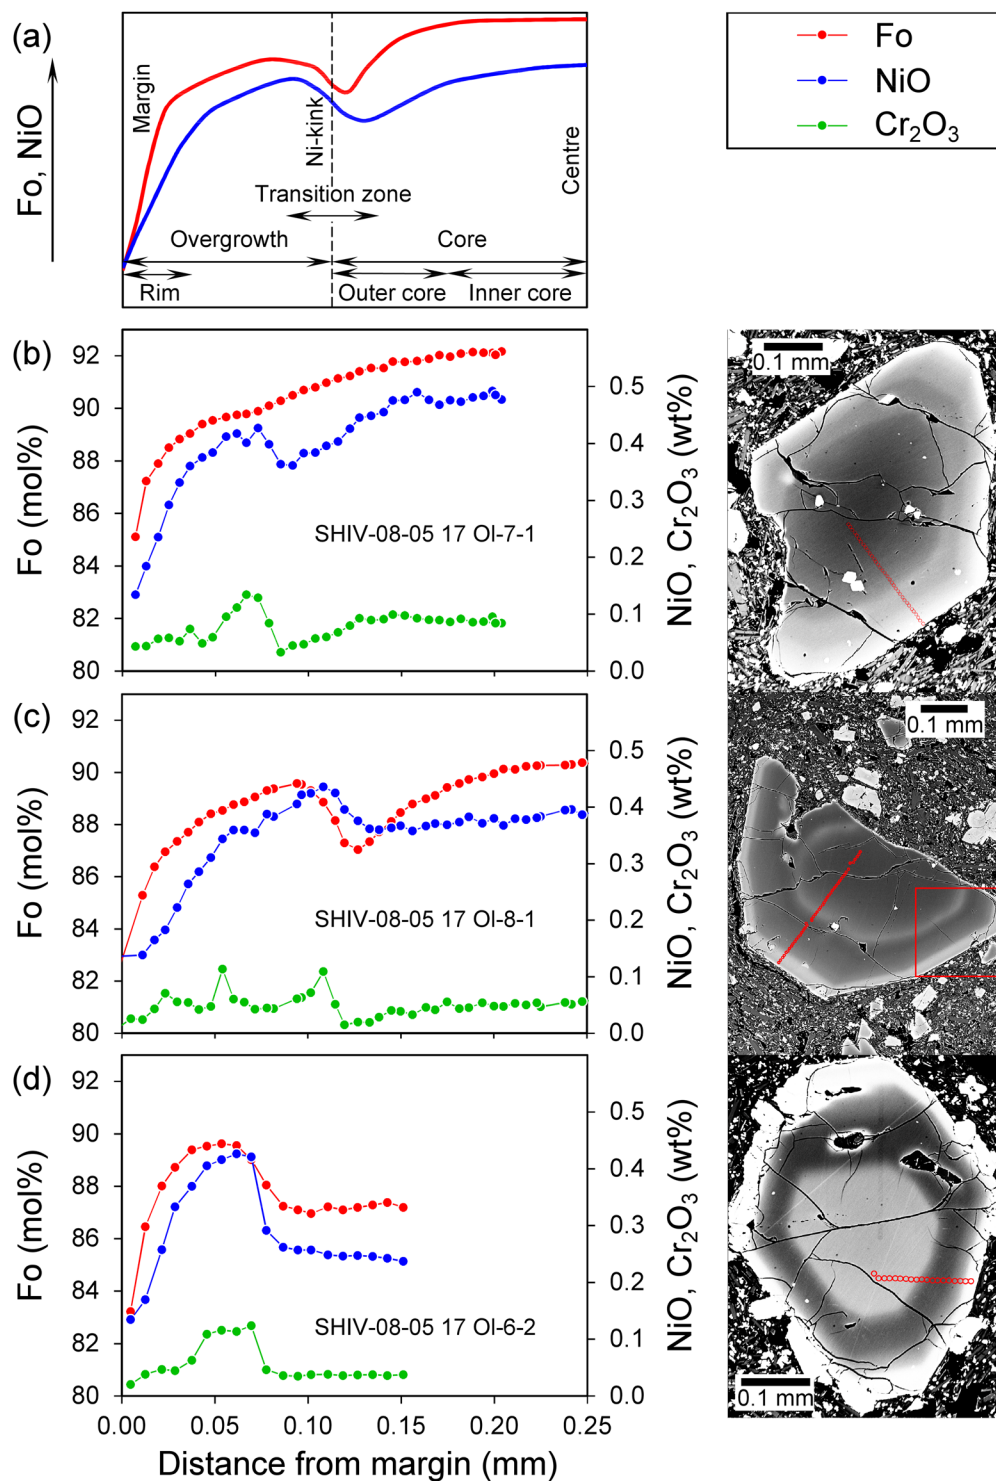 (a)
Fo, NiO
Margin
Ni-kink
Centre
Transition zone
Overgrowth
Core
Rim
Outer core
Inner core
Fo
NiO
Cr₂O₃
(b)
92
90
88
86
84
82
80
Fo (mol%)
0.5
0.4
0.3
0.2
0.1
0.0
NiO, Cr₂O₃ (wt%)
SHIV-08-05 17 Ol-7-1
0.1 mm
(c)
92
90
88
86
84
82
80
Fo (mol%)
0.5
0.4
0.3
0.2
0.1
0.0
NiO, Cr₂O₃ (wt%)
SHIV-08-05 17 Ol-8-1
0.1 mm
(d)
92
90
88
86
84
82
80
Fo (mol%)
0.5
0.4
0.3
0.2
0.1
0.0
NiO, Cr₂O₃ (wt%)
SHIV-08-05 17 Ol-6-2
0.1 mm
0.00 0.05 0.10 0.15 0.20 0.25
Distance from margin (mm)